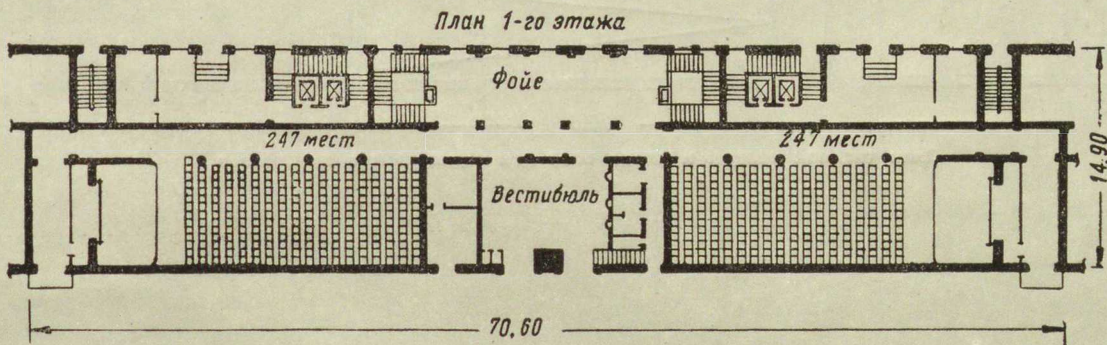 План 1-го этажа
Фойе
247 мест
247 мест
Вестибюль
14.90
70,60